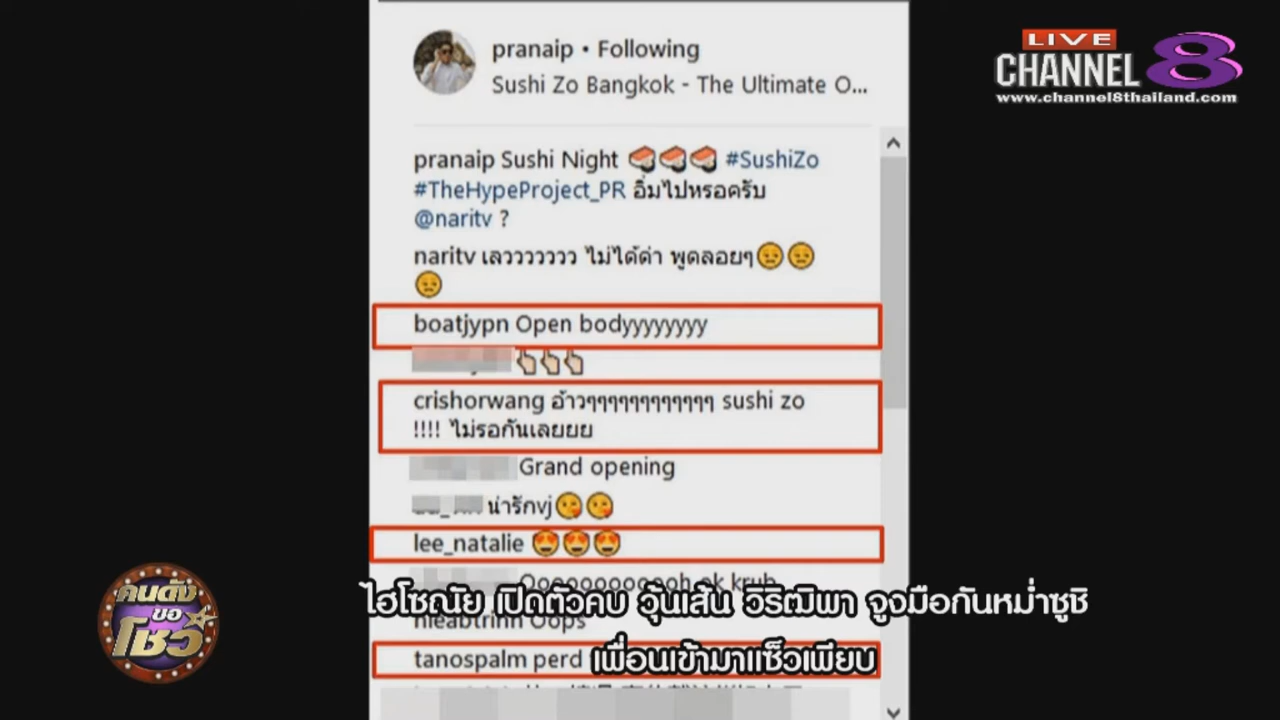 pranaip • Following
Sushi Zo Bangkok - The Ultimate O...
LIVE
CHANNEL 8
www.channel8thailand.com
pranaip Sushi Night 🍣🍣🍣 #SushiZo
#TheHypeProject_PR อิ่มไปหรอครับ
@naritv ?
naritv เลววววววว ไม่ได้ด่า พูดลอยๆ😔😔
😔
boatjypn Open bodyyyyyyyy
👆👆👆
crishorwang อ้าวๆๆๆๆๆๆๆๆๆๆๆๆ sushi zo
!!!! ไม่รอกันเลยยย
Grand opening
น่ารักvj😘😘
lee_natalie 😍😍😍
Ooooooooooooh ok krub
Oops
tanospalm perd
คนดัง
ขอ
โชว์
ไฮโซณัย เปิดตัวคบ วุ้นเส้น วิริฒิพา จูงมือกันหม่ำซูชิ
เพื่อนเข้ามาแซ็วเพียบ